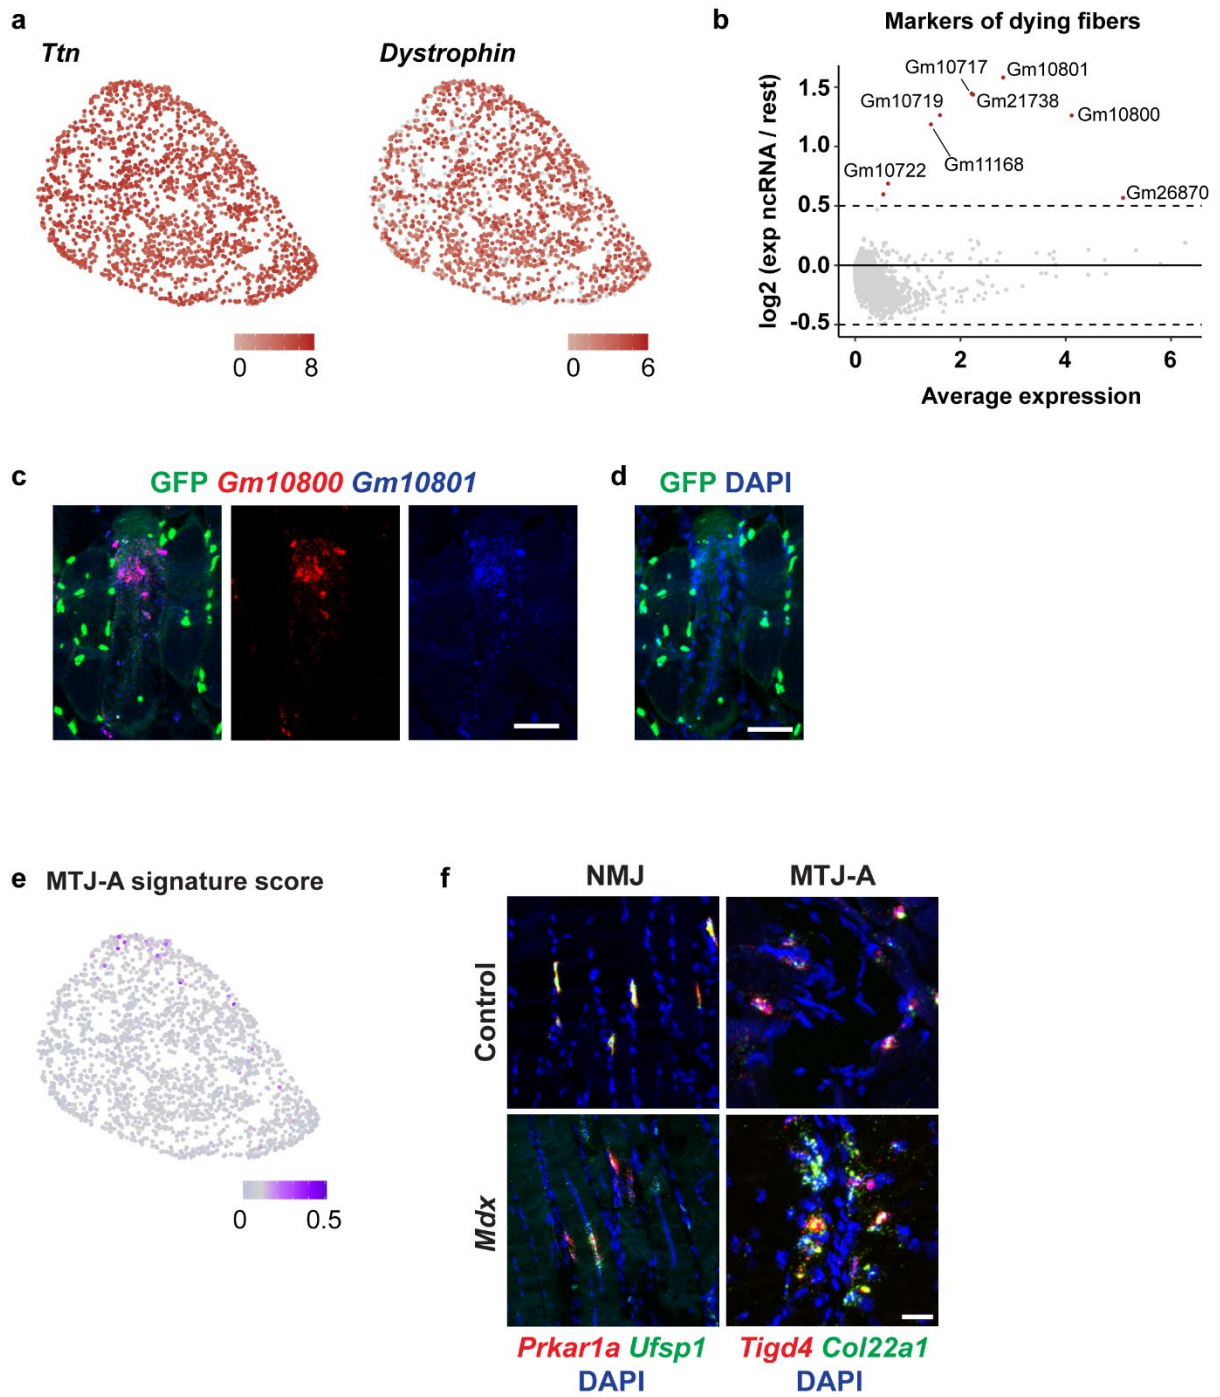 a
Ttn
Dystrophin
0 8
0 6
b
Markers of dying fibers
log2 (exp ncRNA / rest)
1.5
1.0
0.5
0.0
-0.5
Gm10717
Gm10801
Gm10719
Gm21738
Gm10800
Gm11168
Gm10722
Gm26870
0 2 4 6
Average expression
c
GFP Gm10800 Gm10801
d
GFP DAPI
e
MTJ-A signature score
0 0.5
f
NMJ
MTJ-A
Control
Mdx
Prkar1a Ufsp1
DAPI
Tigd4 Col22a1
DAPI